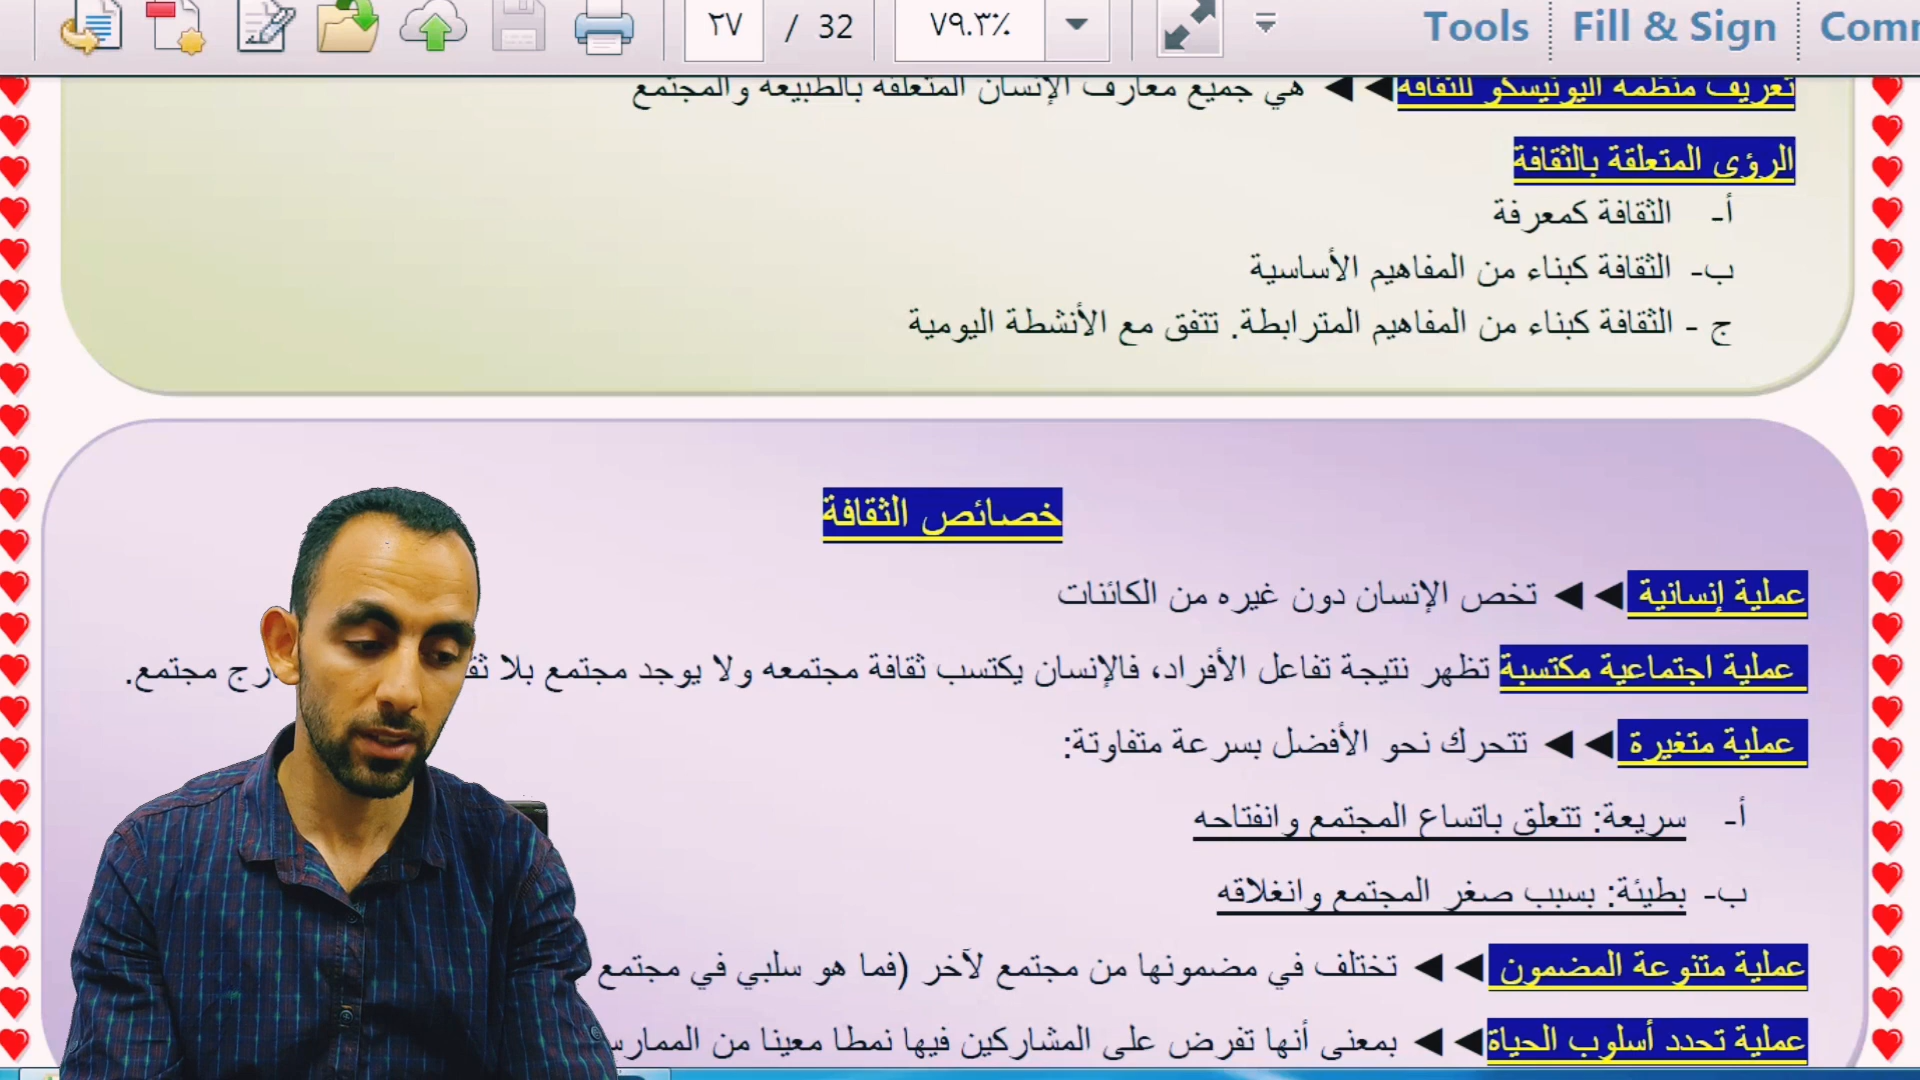 ٢٧ / 32 ٧٩.٣٪ Tools Fill & Sign
تعريف منظمة اليونيسكو للثقافة هي جميع معارف الإنسان المتعلقة بالطبيعة والمجتمع
الرؤى المتعلقة بالثقافة
أ- الثقافة كمعرفة
ب- الثقافة كبناء من المفاهيم الأساسية
ج - الثقافة كبناء من المفاهيم المترابطة. تتفق مع الأنشطة اليومية
خصائص الثقافة
عملية إنسانية تخص الإنسان دون غيره من الكائنات
عملية اجتماعية مكتسبة تظهر نتيجة تفاعل الأفراد، فالإنسان يكتسب ثقافة مجتمعه ولا يوجد مجتمع بلا مجتمع.
عملية متغيرة تتحرك نحو الأفضل بسرعة متفاوتة:
أ- سريعة: تتعلق باتساع المجتمع وانفتاحه
ب- بطيئة: بسبب صغر المجتمع وانغلاقه
عملية متنوعة المضمون تختلف في مضمونها من مجتمع لآخر (فما هو سلبي في مجتمع
عملية تحدد أسلوب الحياة بمعنى أنها تفرض على المشاركين فيها نمطا معينا من